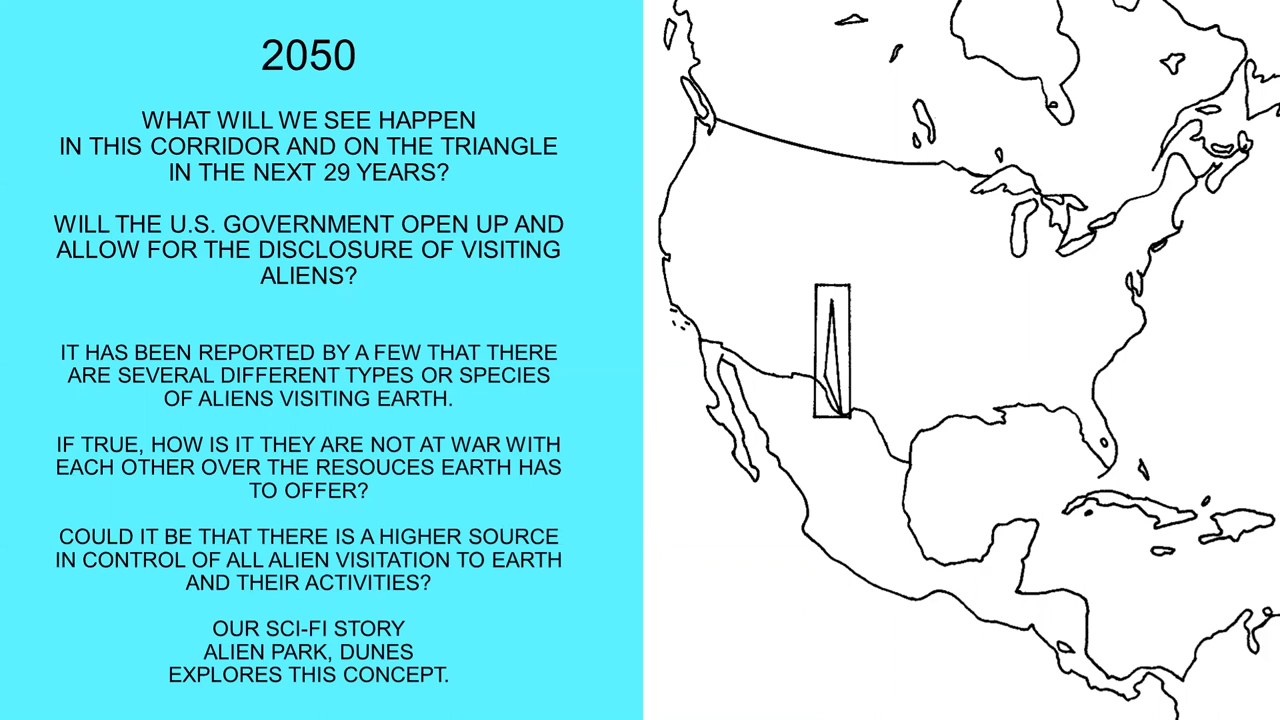 2050
WHAT WILL WE SEE HAPPEN
IN THIS CORRIDOR AND ON THE TRIANGLE
IN THE NEXT 29 YEARS?
WILL THE U.S. GOVERNMENT OPEN UP AND
ALLOW FOR THE DISCLOSURE OF VISITING
ALIENS?
IT HAS BEEN REPORTED BY A FEW THAT THERE
ARE SEVERAL DIFFERENT TYPES OR SPECIES
OF ALIENS VISITING EARTH.
IF TRUE, HOW IS IT THEY ARE NOT AT WAR WITH
EACH OTHER OVER THE RESOUCES EARTH HAS
TO OFFER?
COULD IT BE THAT THERE IS A HIGHER SOURCE
IN CONTROL OF ALL ALIEN VISITATION TO EARTH
AND THEIR ACTIVITIES?
OUR SCI-FI STORY
ALIEN PARK, DUNES
EXPLORES THIS CONCEPT.